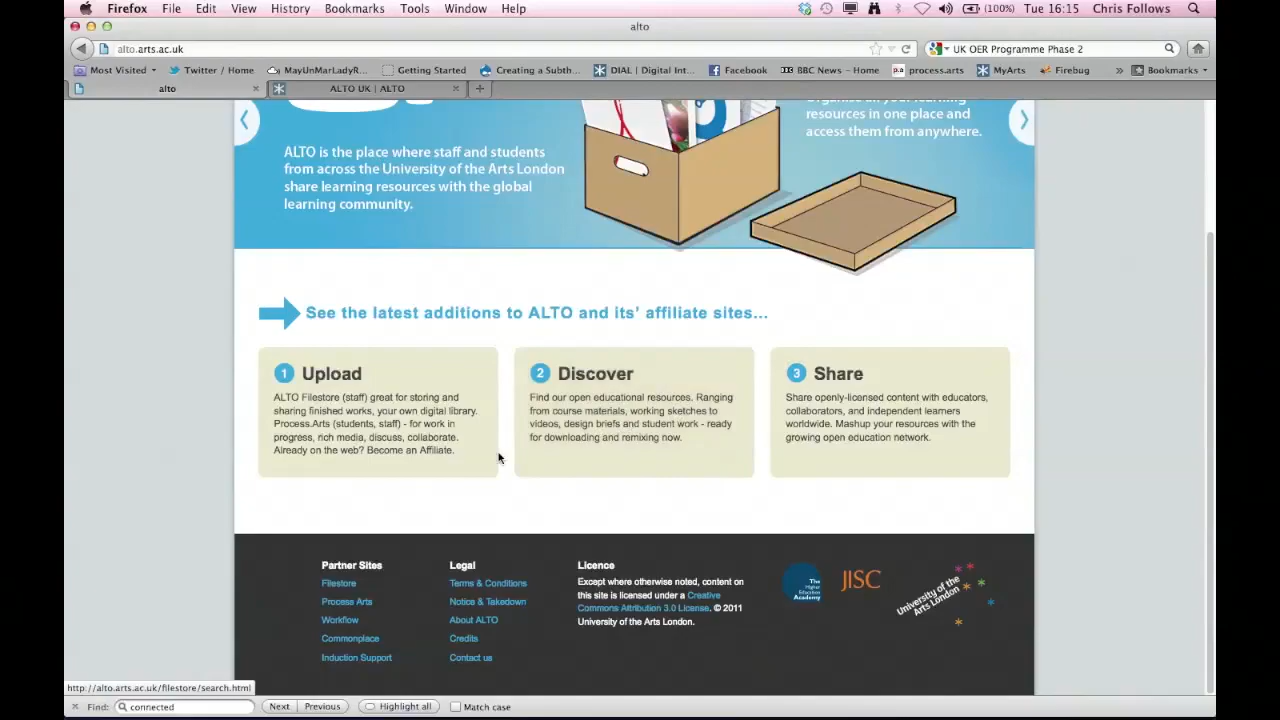 Firefox File Edit View History Bookmarks Tools Window Help (100%) Tue 16:15 Chris Follows
alto
alto.arts.ac.uk UK OER Programme Phase 2
Most Visited Twitter / Home MayUnMarLadyR... Getting Started Creating a Subth... DIAL | Digital Int... Facebook BBC News – Home process.arts MyArts Firebug » Bookmarks
alto ALTO UK | ALTO
resources in one place and
access them from anywhere.
ALTO is the place where staff and students
from across the University of the Arts London
share learning resources with the global
learning community.
See the latest additions to ALTO and its’ affiliate sites...
1 Upload
ALTO Filestore (staff) great for storing and
sharing finished works, your own digital library.
Process.Arts (students, staff) - for work in
progress, rich media, discuss, collaborate.
Already on the web? Become an Affiliate.
2 Discover
Find our open educational resources. Ranging
from course materials, working sketches to
videos, design briefs and student work - ready
for downloading and remixing now.
3 Share
Share openly-licensed content with educators,
collaborators, and independent learners
worldwide. Mashup your resources with the
growing open education network.
Partner Sites
Filestore
Process Arts
Workflow
Commonplace
Induction Support
Legal
Terms & Conditions
Notice & Takedown
About ALTO
Credits
Contact us
Licence
Except where otherwise noted, content on
this site is licensed under a Creative
Commons Attribution 3.0 License. © 2011
University of the Arts London.
The
Higher
Education
Academy
JISC
University of the
Arts London
http://alto.arts.ac.uk/filestore/search.html
Find: connected Next Previous Highlight all Match case